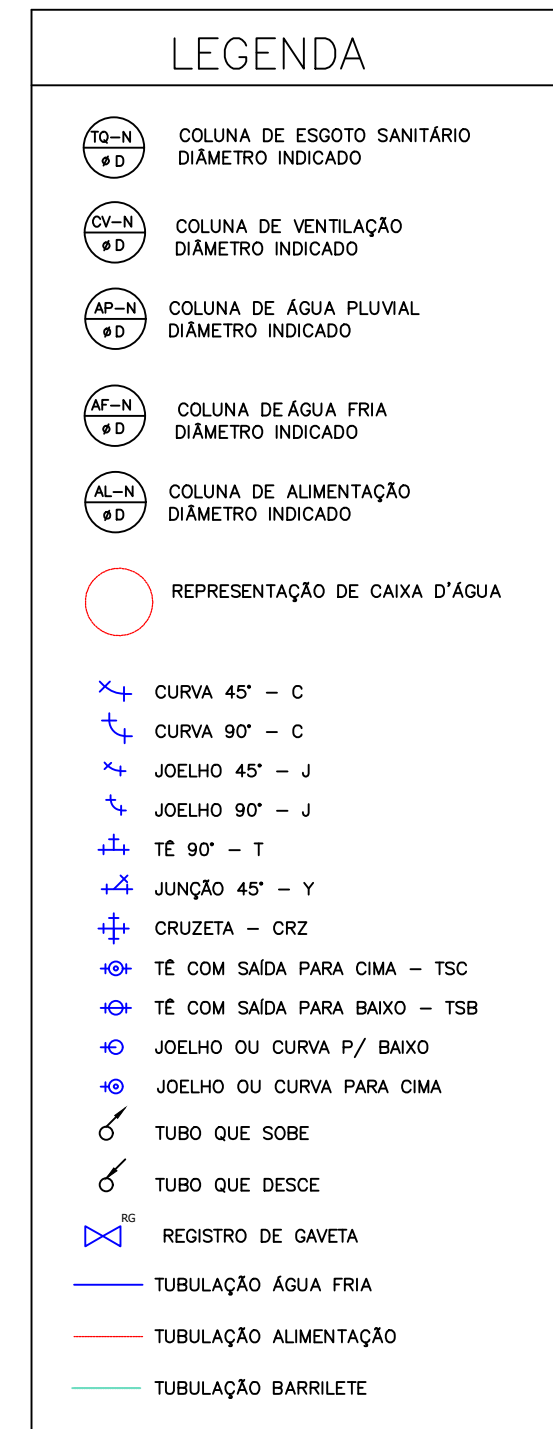 LEGENDA
TQ-N
ø D
COLUNA DE ESGOTO SANITÁRIO
DIÂMETRO INDICADO
CV-N
ø D
COLUNA DE VENTILAÇÃO
DIÂMETRO INDICADO
AP-N
ø D
COLUNA DE ÁGUA PLUVIAL
DIÂMETRO INDICADO
AF-N
ø D
COLUNA DE ÁGUA FRIA
DIÂMETRO INDICADO
AL-N
ø D
COLUNA DE ALIMENTAÇÃO
DIÂMETRO INDICADO
REPRESENTAÇÃO DE CAIXA D'ÁGUA
CURVA 45° - C
CURVA 90° - C
JOELHO 45° - J
JOELHO 90° - J
TÊ 90° - T
JUNÇÃO 45° - Y
CRUZETA - CRZ
TÊ COM SAÍDA PARA CIMA - TSC
TÊ COM SAÍDA PARA BAIXO - TSB
JOELHO OU CURVA P/ BAIXO
JOELHO OU CURVA PARA CIMA
TUBO QUE SOBE
TUBO QUE DESCE
RG
REGISTRO DE GAVETA
TUBULAÇÃO ÁGUA FRIA
TUBULAÇÃO ALIMENTAÇÃO
TUBULAÇÃO BARRILETE